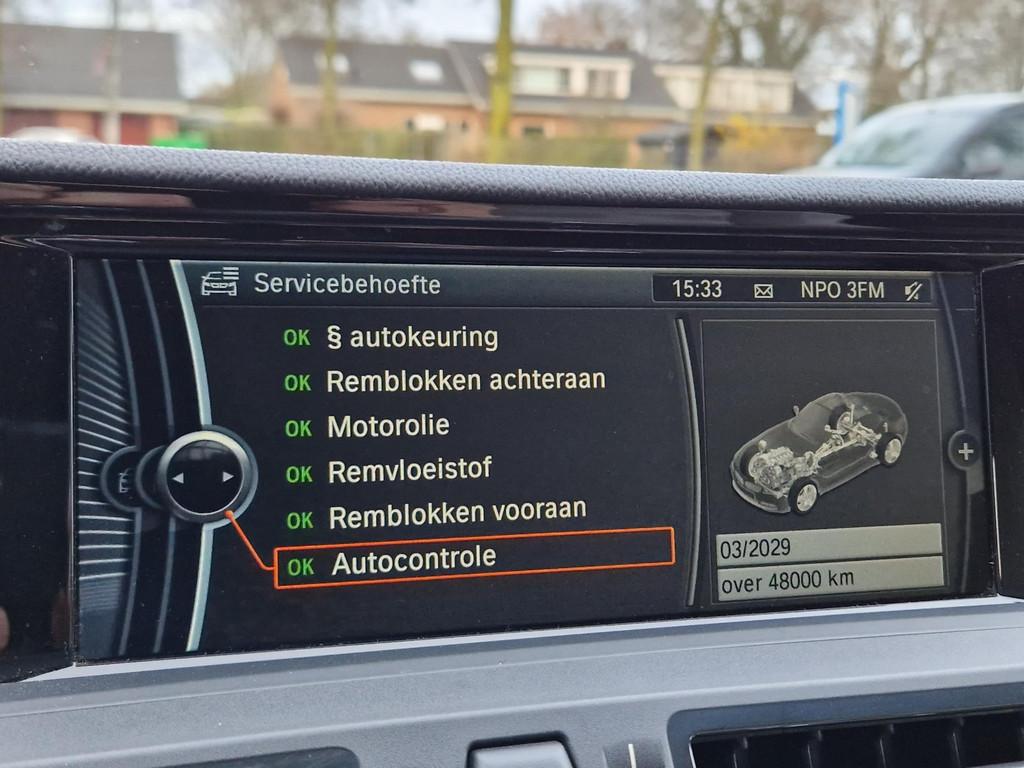 Servicebehoefte
15:33 NPO 3FM
OK § autokeuring
OK Remblokken achteraan
OK Motorolie
OK Remvloeistof
OK Remblokken vooraan
OK Autocontrole
03/2029
over 48000 km